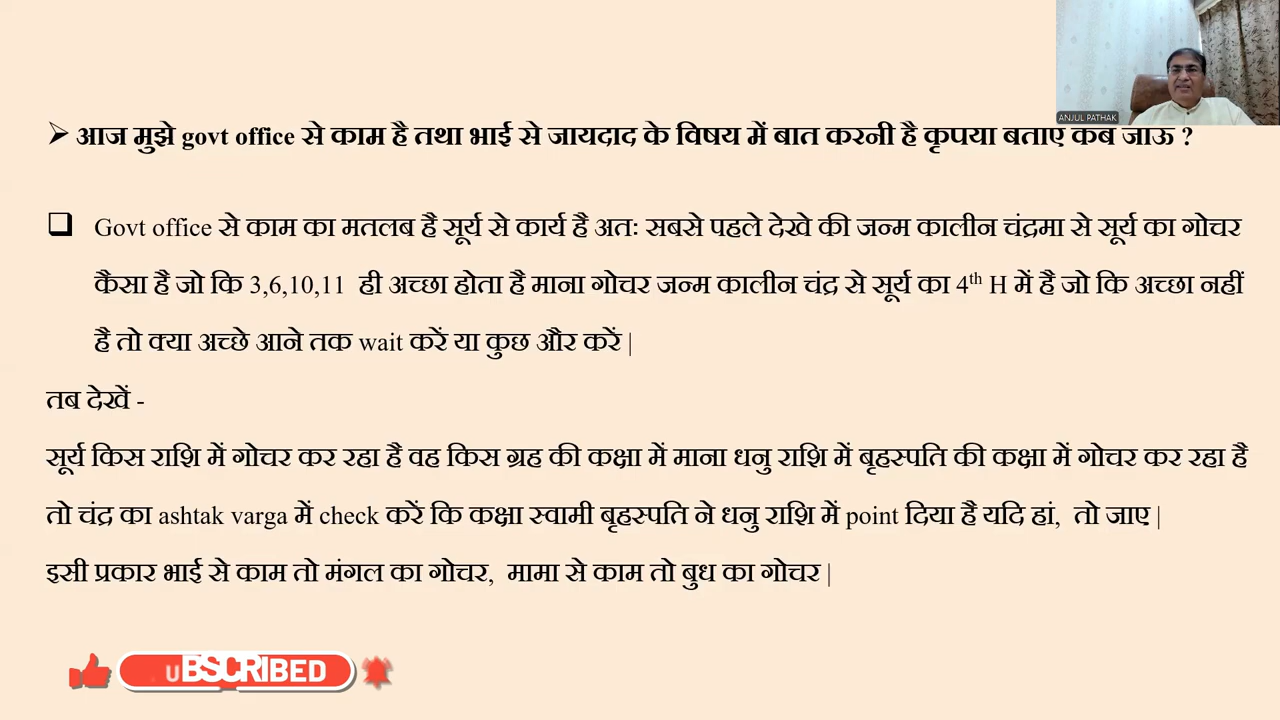 ANJUL PATHAK
➢ आज मुझे govt office से काम है तथा भाई से जायदाद के विषय में बात करनी है कृपया बताएं कब जाऊं ?
❑ Govt office से काम का मतलब है सूर्य से कार्य है अतः सबसे पहले देखे की जन्म कालीन चंद्रमा से सूर्य का गोचर
कैसा है जो कि 3,6,10,11 ही अच्छा होता है माना गोचर जन्म कालीन चंद्र से सूर्य का 4th H में है जो कि अच्छा नहीं
है तो क्या अच्छे आने तक wait करें या कुछ और करें |
तब देखें -
सूर्य किस राशि में गोचर कर रहा है वह किस ग्रह की कक्षा में माना धनु राशि में बृहस्पति की कक्षा में गोचर कर रहा है
तो चंद्र का ashtak varga में check करें कि कक्षा स्वामी बृहस्पति ने धनु राशि में point दिया है यदि हां, तो जाए |
इसी प्रकार भाई से काम तो मंगल का गोचर, मामा से काम तो बुध का गोचर |
UBSCRIBED